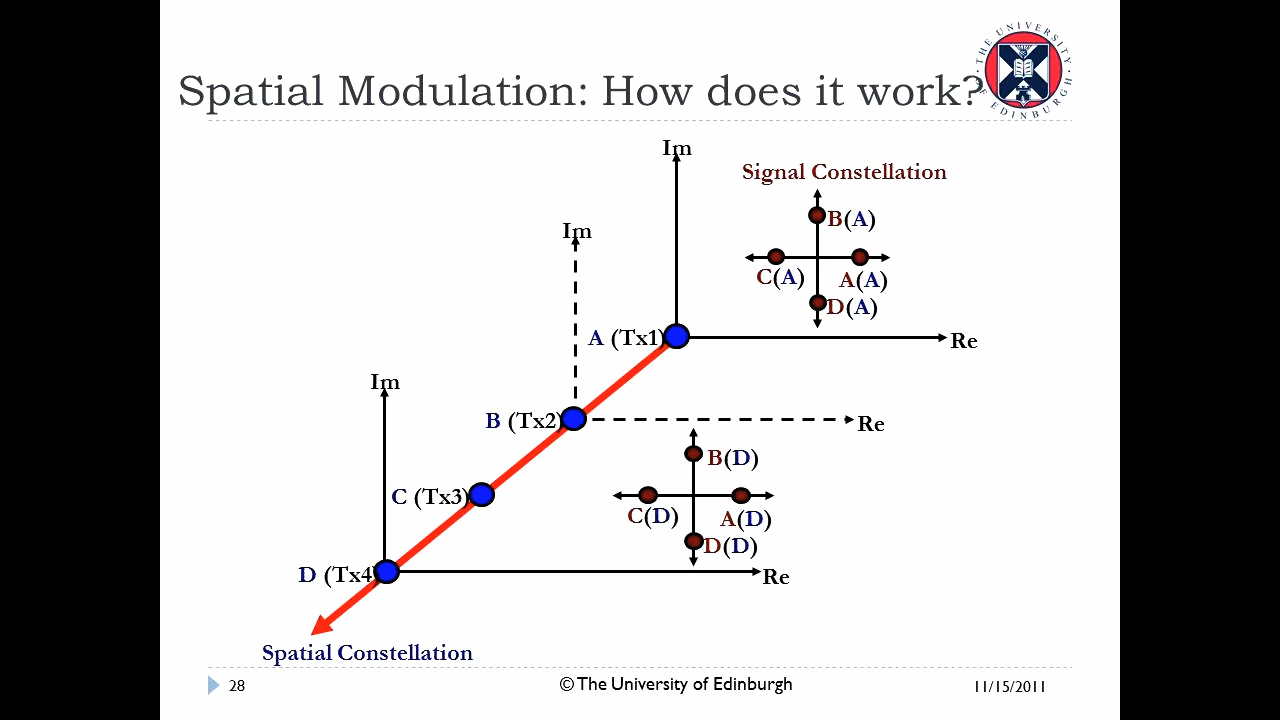 Spatial Modulation: How does it work?
THE UNIVERSITY OF EDINBURGH
Im
Signal Constellation
B(A)
C(A)
A(A)
D(A)
Im
A (Tx1)
Re
Im
B (Tx2)
Re
B(D)
C (Tx3)
C(D)
A(D)
D(D)
D (Tx4)
Re
Spatial Constellation
28
© The University of Edinburgh
11/15/2011